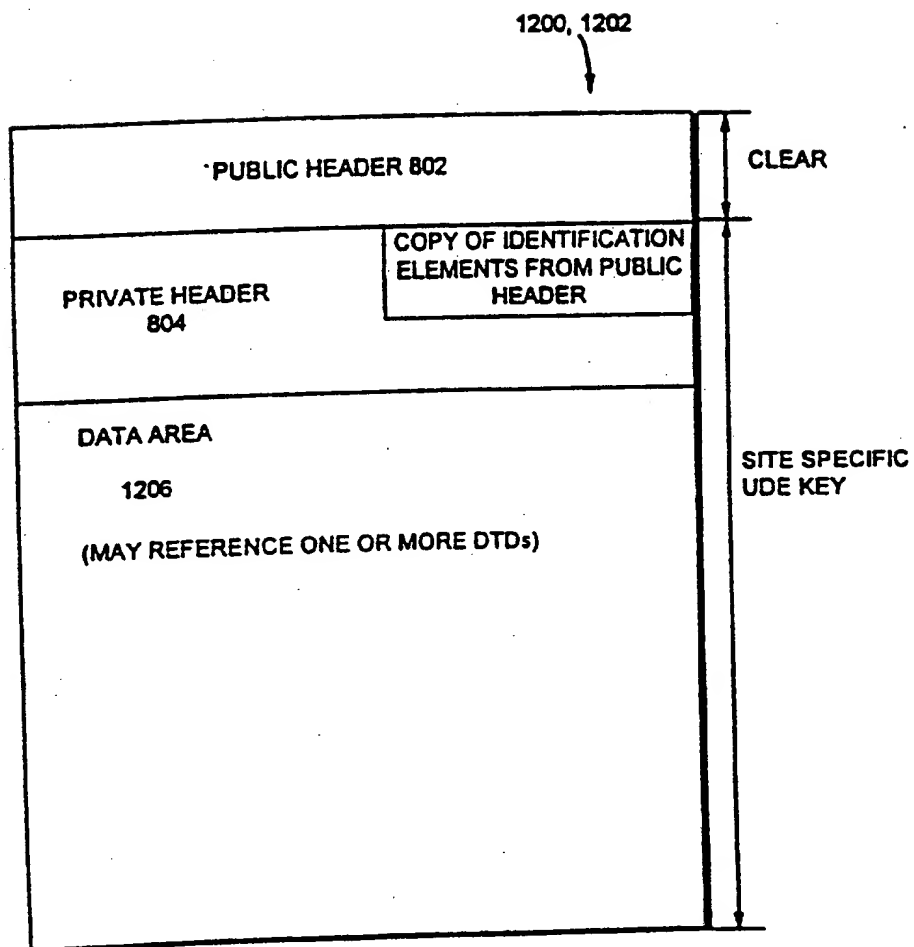 1200, 1202
PUBLIC HEADER 802
CLEAR
COPY OF IDENTIFICATION
ELEMENTS FROM PUBLIC
HEADER
PRIVATE HEADER
804
DATA AREA
1206
(MAY REFERENCE ONE OR MORE DTDs)
SITE SPECIFIC
UDE KEY